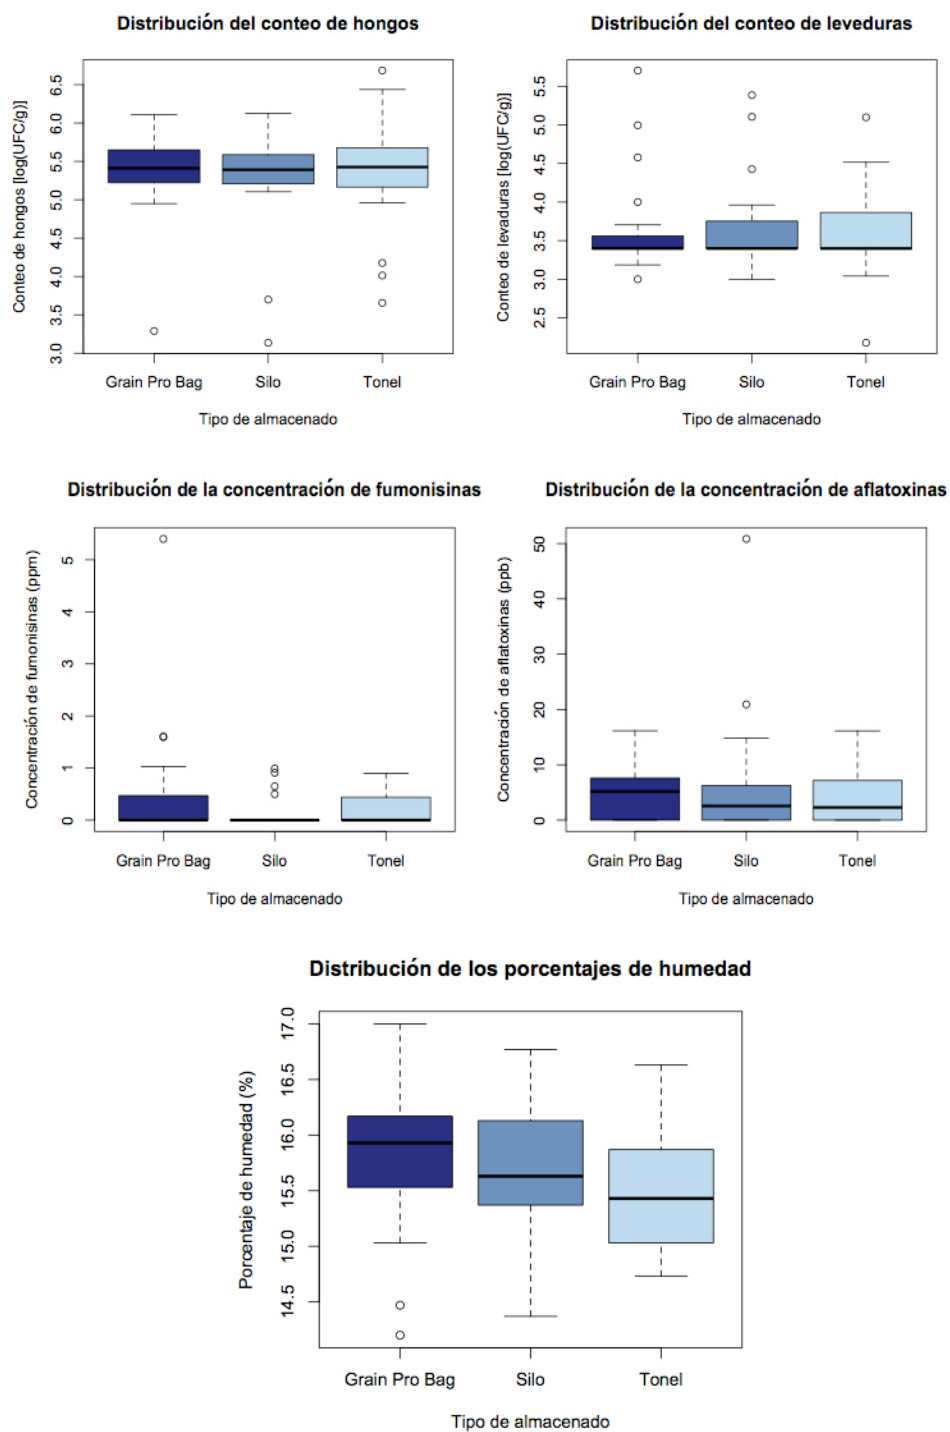 Distribución del conteo de hongos
Conteo de hongos [log(UFC/g)]
6.5
6.0
5.5
5.0
4.5
4.0
3.5
3.0
Grain Pro Bag Silo Tonel
Tipo de almacenado
Distribución del conteo de leveduras
Conteo de levaduras [log(UFC/g)]
5.5
5.0
4.5
4.0
3.5
3.0
2.5
Grain Pro Bag Silo Tonel
Tipo de almacenado
Distribución de la concentración de fumonisinas
Concentración de fumonisinas (ppm)
5
4
3
2
1
0
Grain Pro Bag Silo Tonel
Tipo de almacenado
Distribución de la concentración de aflatoxinas
Concentración de aflatoxinas (ppb)
50
40
30
20
10
0
Grain Pro Bag Silo Tonel
Tipo de almacenado
Distribución de los porcentajes de humedad
Porcentaje de humedad (%)
17.0
16.5
16.0
15.5
15.0
14.5
Grain Pro Bag Silo Tonel
Tipo de almacenado